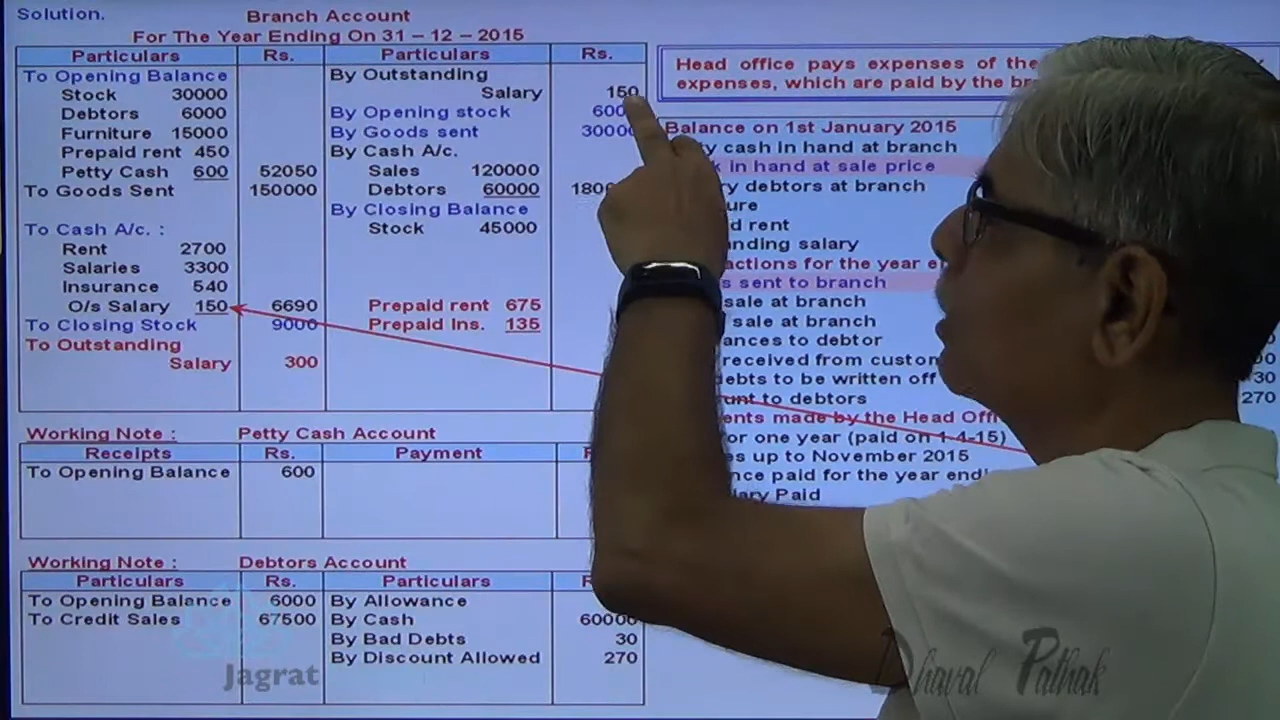 Solution. Branch Account
For The Year Ending On 31 – 12 – 2015
Particulars Rs. Particulars Rs.
To Opening Balance By Outstanding
Stock 30000 Salary 150
Debtors 6000 By Opening stock
Furniture 15000 By Goods sent 30000
Prepaid rent 450 By Cash A/c.
Petty Cash 600 52050 Sales 120000
To Goods Sent 150000 Debtors 60000
By Closing Balance
To Cash A/c. : Stock 45000
Rent 2700
Salaries 3300
Insurance 540
O/s Salary 150 6690 Prepaid rent 675
To Closing Stock 9000 Prepaid Ins. 135
To Outstanding
Salary 300
Working Note : Petty Cash Account
Receipts Rs. Payment
To Opening Balance 600
Working Note : Debtors Account
Particulars Rs. Particulars
To Opening Balance 6000 By Allowance
To Credit Sales 67500 By Cash 60000
By Bad Debts 30
By Discount Allowed 270
Head office pays expenses of the
expenses, which are paid by the
Balance on 1st January 2015
cash in hand at branch
in hand at sale price
debtors at branch
rent
salary
for the year
sent to branch
sale at branch
sale at branch
to debtor
received from
to be written off 30
to debtors 270
made by the Head
for one year (paid on 1-4-15)
up to November 2015
paid for the year
Paid
Jagrat
Dhaval Pathak